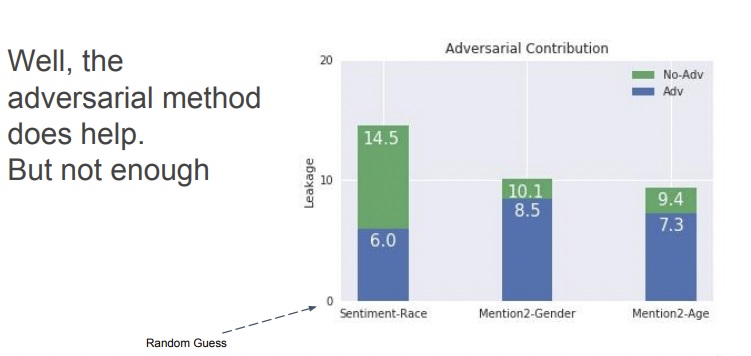 Well, the
adversarial method
does help.
But not enough
Adversarial Contribution
No-Adv
Adv
Leakage
20
10
0
14.5
6.0
10.1
8.5
9.4
7.3
Sentiment-Race
Mention2-Gender
Mention2-Age
Random Guess